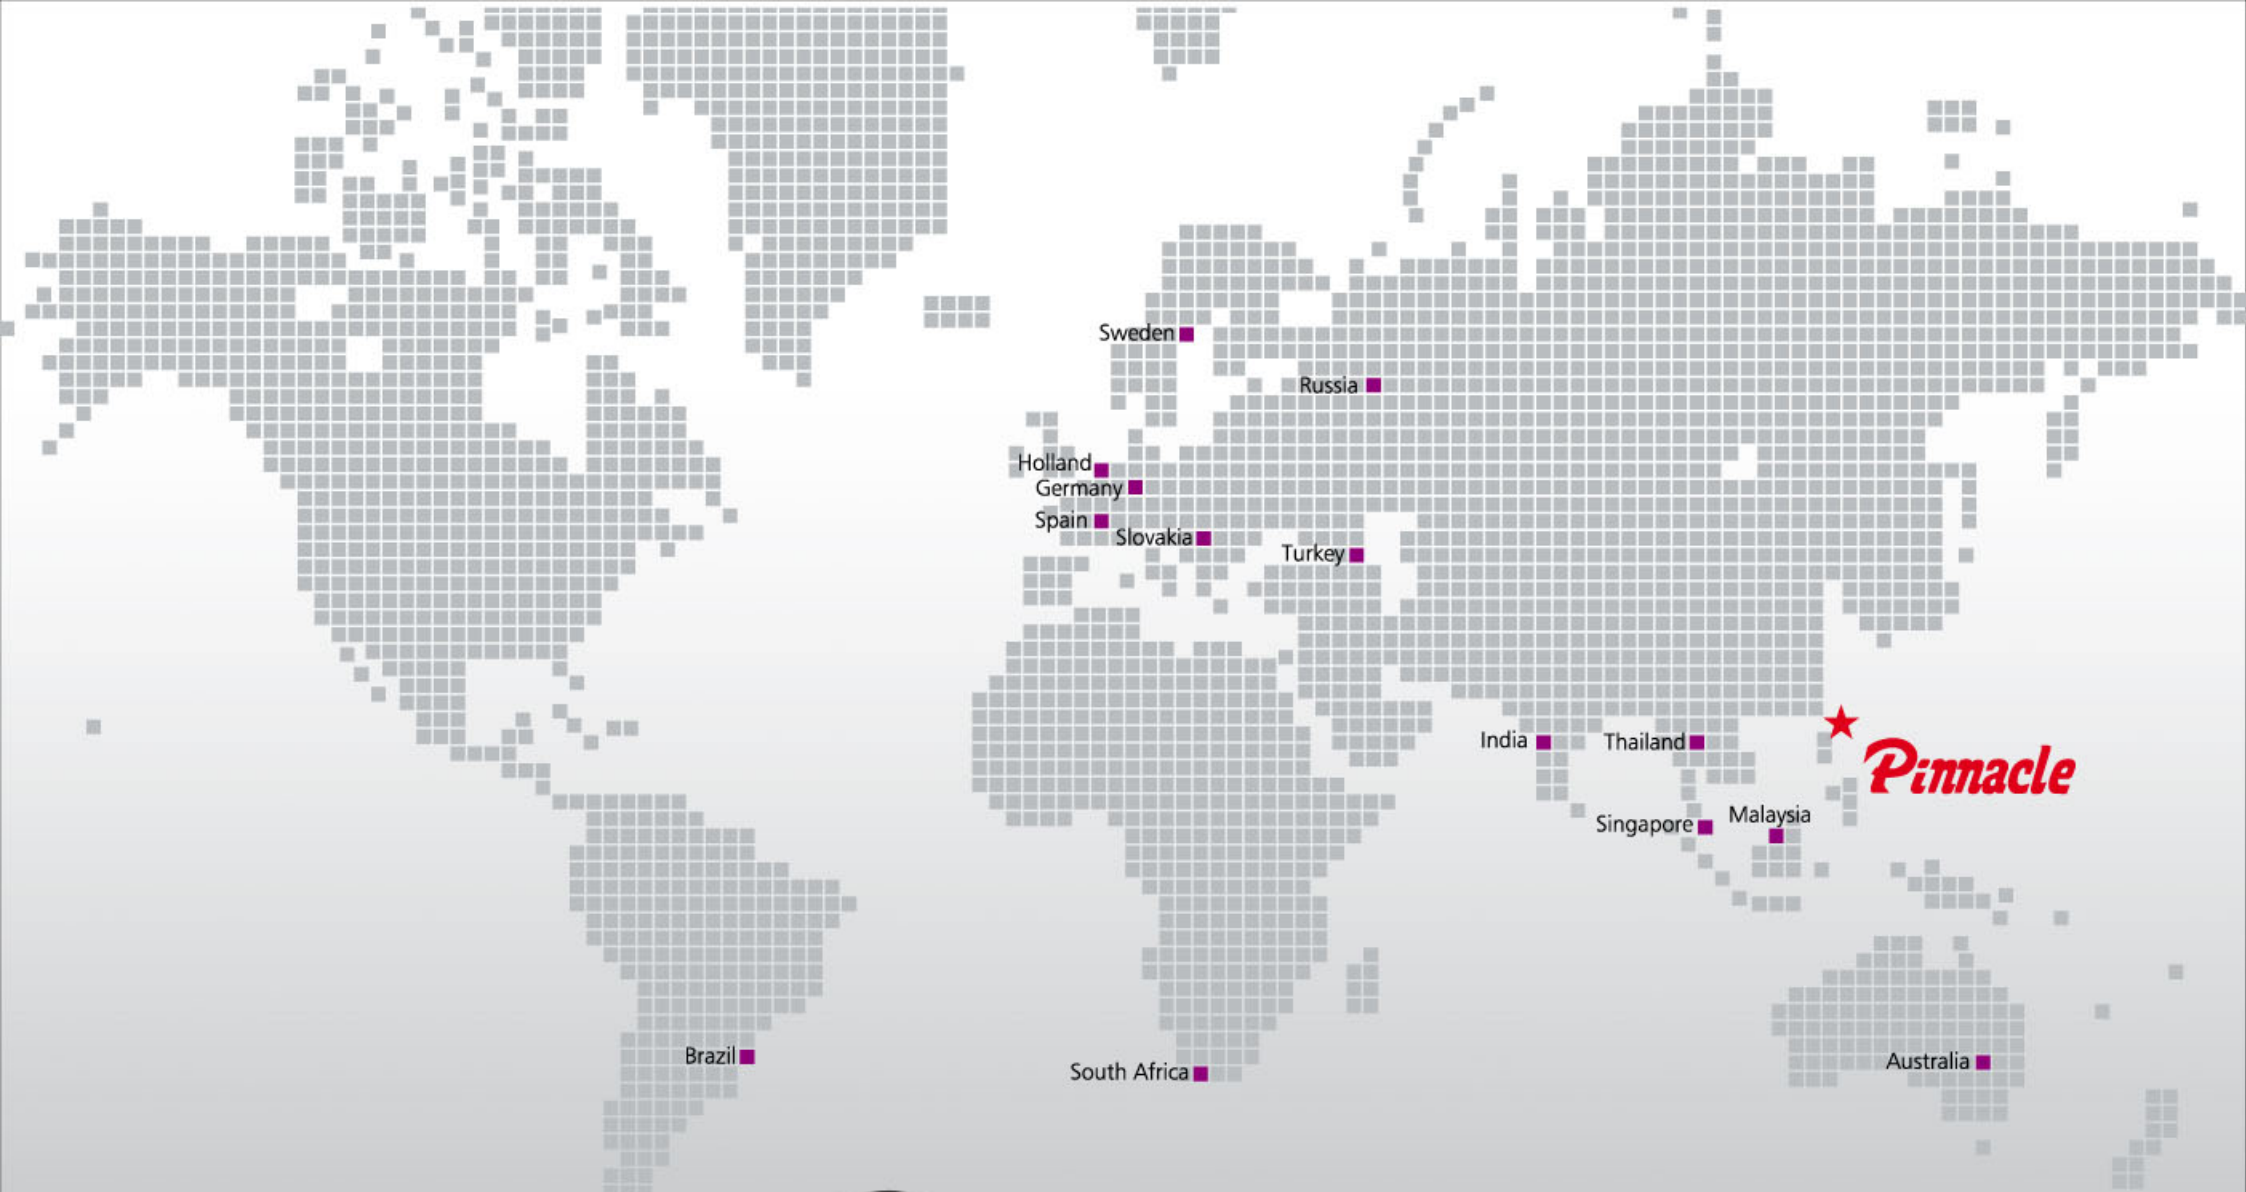 Sweden
Russia
Holland
Germany
Spain
Slovakia
Turkey
India
Thailand
Pinnacle
Malaysia
Singapore
Brazil
South Africa
Australia